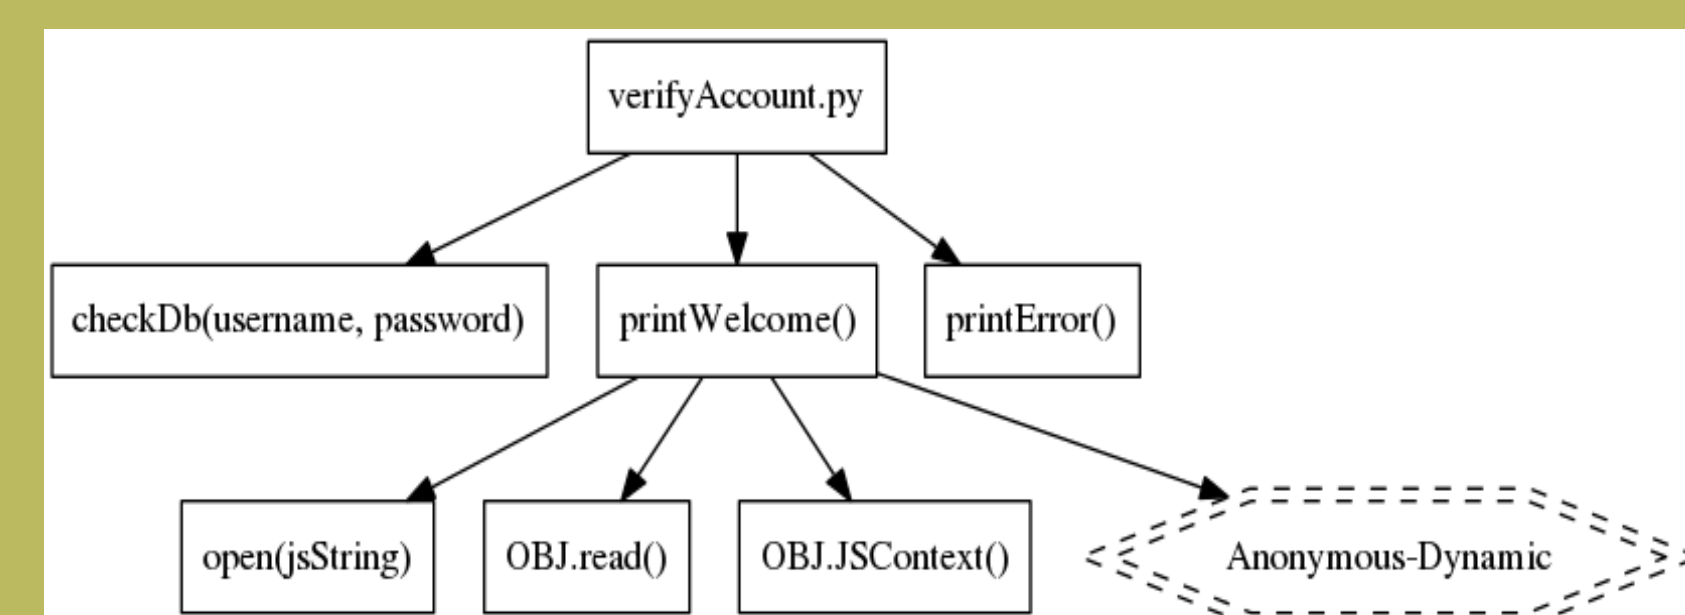 verifyAccount.py
checkDb(username, password)
printWelcome()
printError()
open(jsString)
OBJ.read()
OBJ.JSContext()
Anonymous-Dynamic